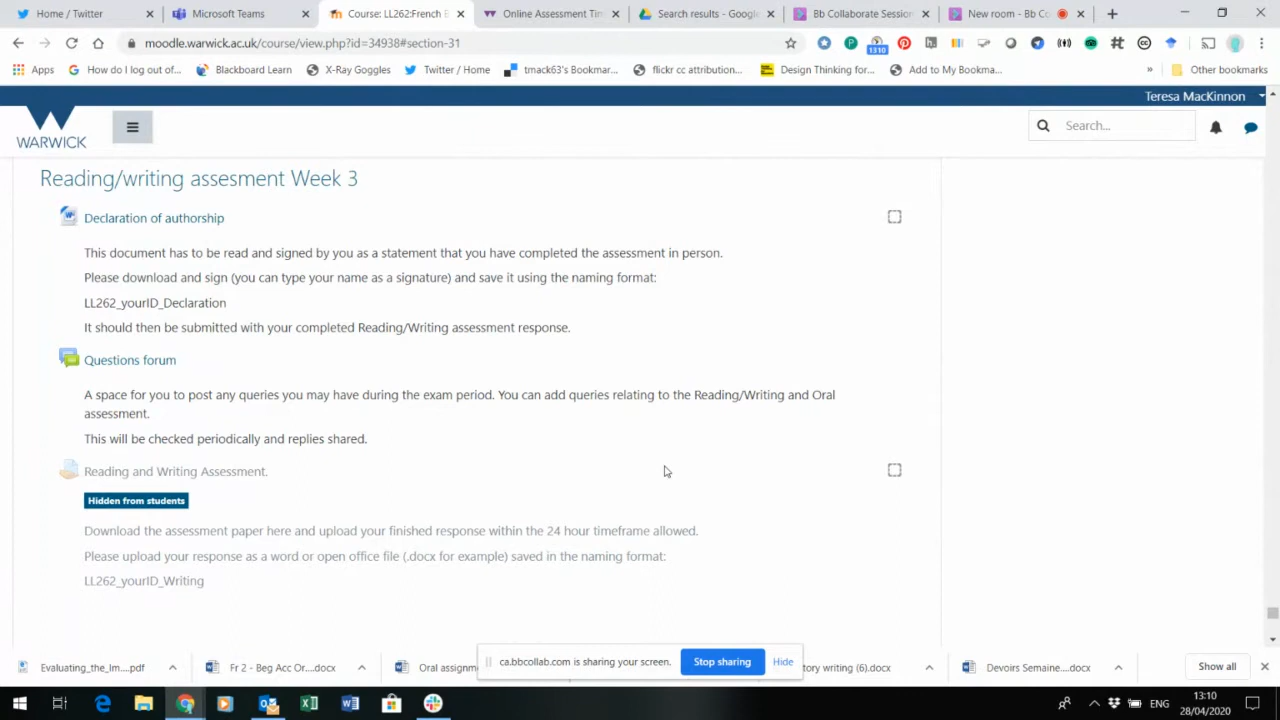 Home / Twitter
Microsoft Teams
Course: LL262:French B
Online Assessment Tim
Search results - Google
Bb Collaborate Session
New room - Bb Co
moodle.warwick.ac.uk/course/view.php?id=34938#section-31
1310
Apps
How do I log out of...
Blackboard Learn
X-Ray Goggles
Twitter / Home
tmack63's Bookmar...
flickr cc attribution...
Design Thinking for...
Add to My Bookma...
»
Other bookmarks
Teresa MacKinnon
WARWICK
Search...
Reading/writing assesment Week 3
Declaration of authorship
This document has to be read and signed by you as a statement that you have completed the assessment in person.
Please download and sign (you can type your name as a signature) and save it using the naming format:
LL262_yourID_Declaration
It should then be submitted with your completed Reading/Writing assessment response.
Questions forum
A space for you to post any queries you may have during the exam period. You can add queries relating to the Reading/Writing and Oral
assessment.
This will be checked periodically and replies shared.
Reading and Writing Assessment.
Hidden from students
Download the assessment paper here and upload your finished response within the 24 hour timeframe allowed.
Please upload your response as a word or open office file (.docx for example) saved in the naming format:
LL262_yourID_Writing
ca.bbcollab.com is sharing your screen.
Stop sharing
Hide
Evaluating_the_Im....pdf
Fr 2 - Beg Acc Or....docx
Oral assignm
tory writing (6).docx
Devoirs Semaine....docx
Show all
ENG
13:10
28/04/2020